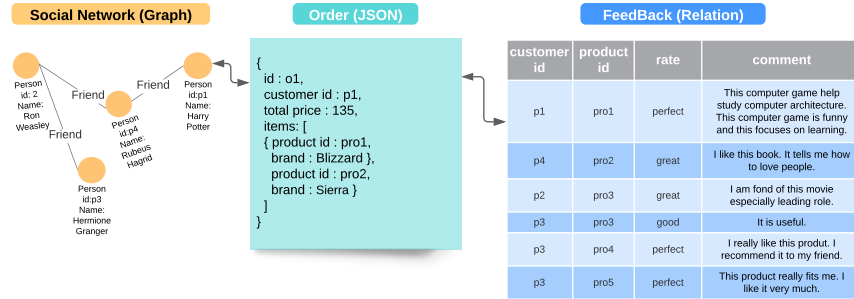 Social Network (Graph)
Order (JSON)
FeedBack (Relation)
Person
id: 2
Name:
Ron
Weasley
Friend
Friend
Friend
Person
id:p4
Name:
Rubeus
Hagrid
Person
id:p1
Name:
Harry
Potter
Person
id:p3
Name:
Hermione
Granger
{
id : o1,
customer id : p1,
total price : 135,
items: [
{ product id : pro1,
brand : Blizzard },
product id : pro2,
brand : Sierra }
]
}
customer id product id rate comment
p1 pro1 perfect This computer game help
study computer architecture.
This computer game is funny
and this focuses on learning.
p4 pro2 great I like this book. It tells me how
to love people.
p2 pro3 great I am fond of this movie
especially leading role.
p3 pro3 good It is useful.
p3 pro4 perfect I really like this produt. I
recommend it to my friend.
p3 pro5 perfect This product really fits me. I
like it very much.